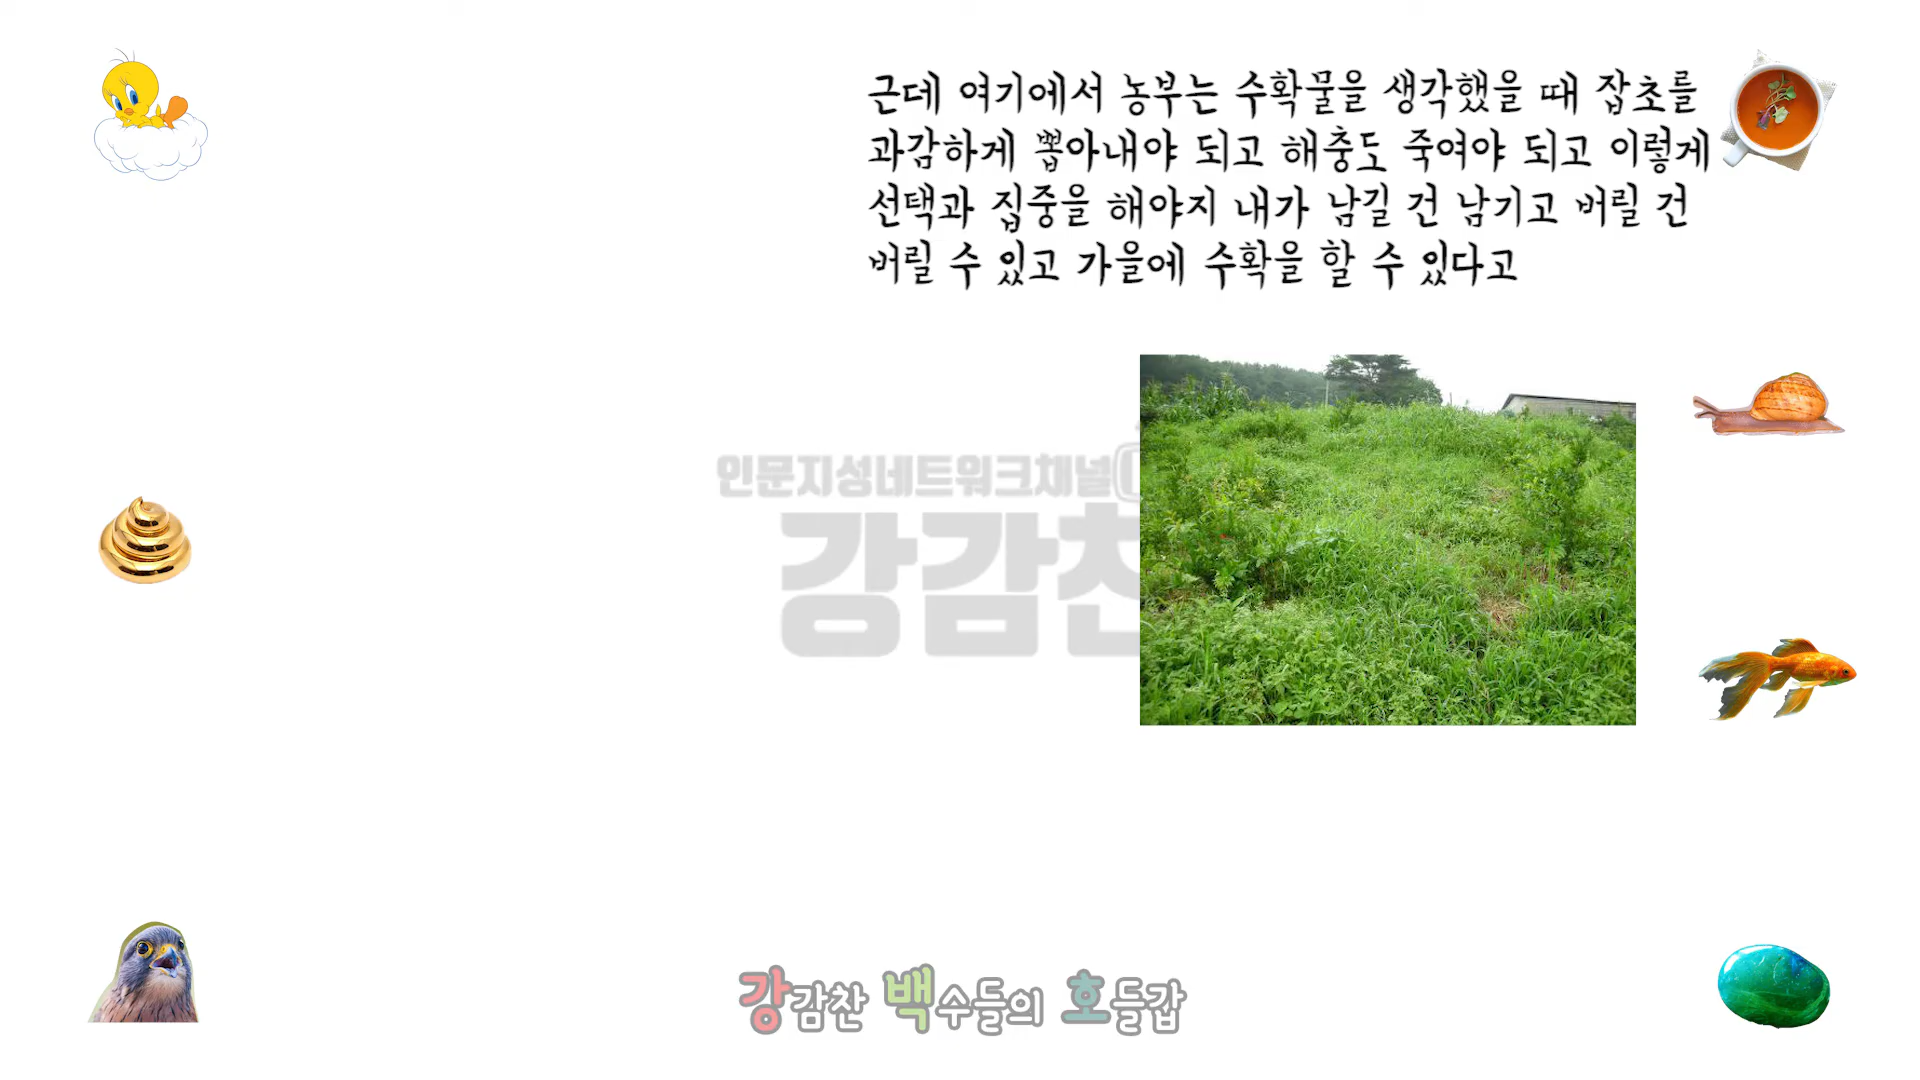 근데 여기에서 농부는 수확물을 생각했을 때 잡초를
과감하게 뽑아내야 되고 해충도 죽여야 되고 이렇게
선택과 집중을 해야지 내가 남길 건 남기고 버릴 건
버릴 수 있고 가을에 수확을 할 수 있다고
인문지성네트워크채널
강감찬
강감찬 백수들의 호들갑